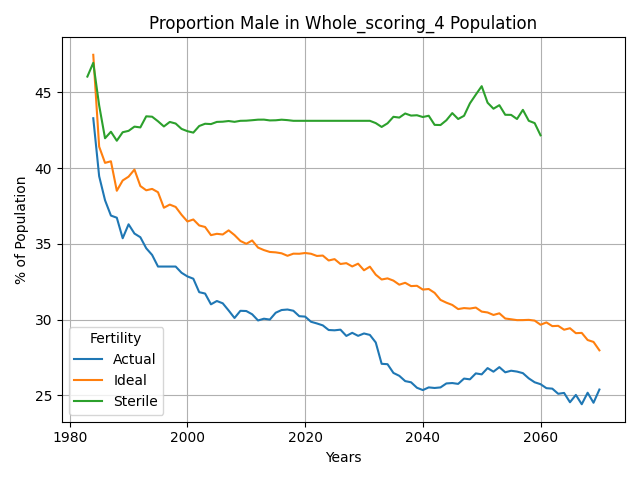 Proportion Male in Whole_scoring_4 Population
% of Population
45
40
35
30
25
Fertility
Actual
Ideal
Sterile
1980
2000
2020
2040
2060
Years